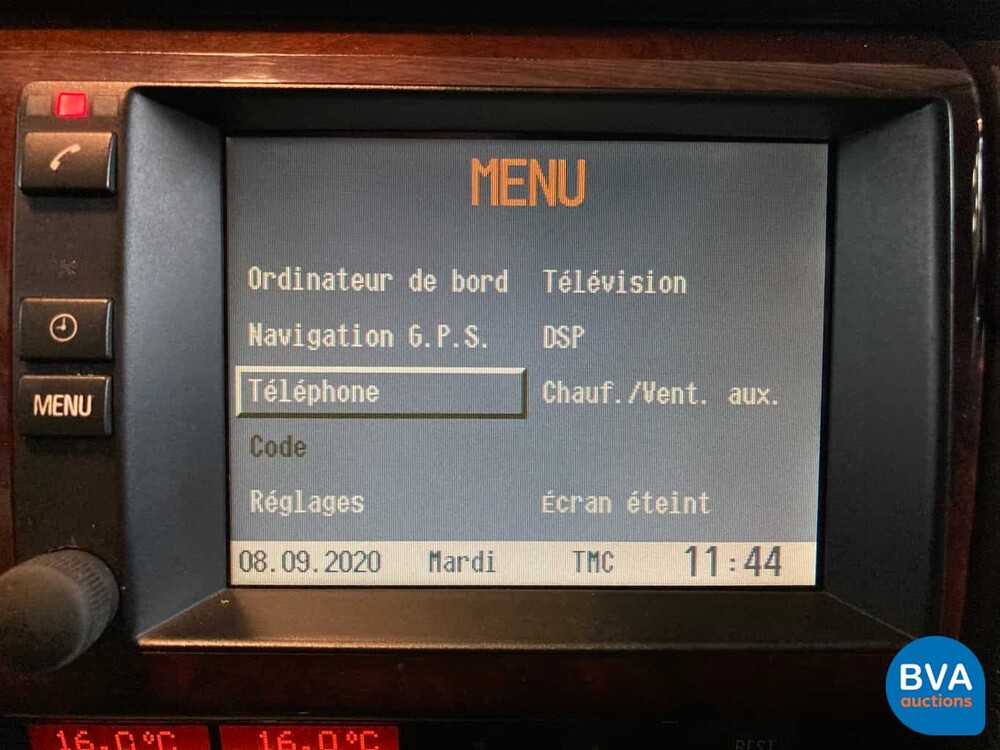 MENU
Ordinateur de bord Télévision
Navigation G.P.S. DSP
Téléphone Chauf./Vent. aux.
Code
Réglages Écran éteint
08.09.2020 Mardi TMC 11:44
MENU
16.0°C 16.0°C
REST
BVA
auctions